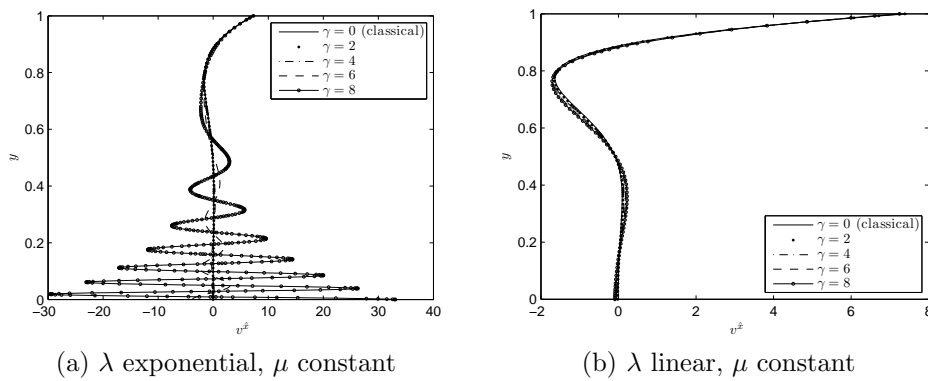 1
0.8
0.6
0.4
0.2
0
y
−30 −20 −10 0 10 20 30 40
v^x̂
γ = 0 (classical)
γ = 2
γ = 4
γ = 6
γ = 8
(a) λ exponential, μ constant
1
0.8
0.6
0.4
0.2
0
y
−2 0 2 4 6 8
v^x̂
γ = 0 (classical)
γ = 2
γ = 4
γ = 6
γ = 8
(b) λ linear, μ constant